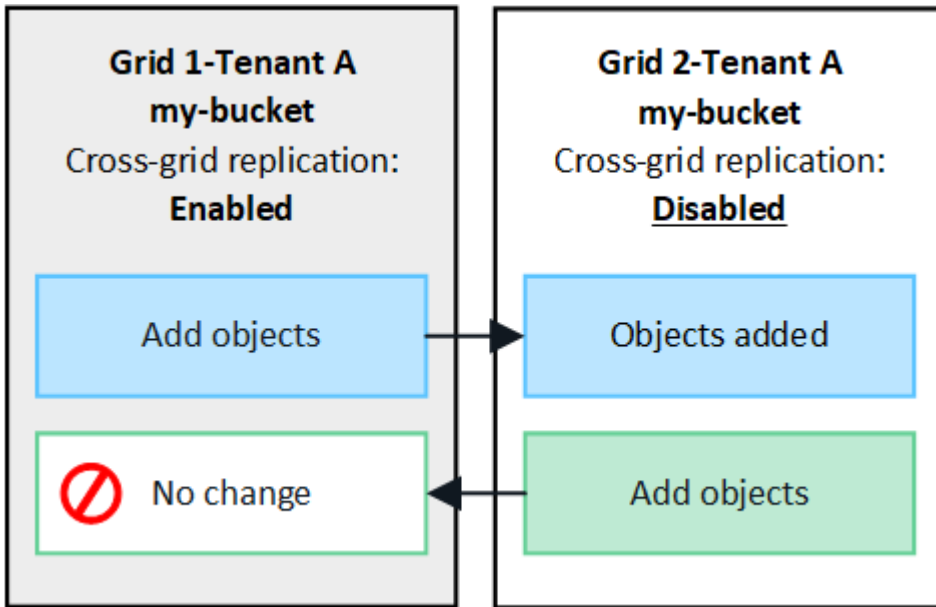 Grid 1-Tenant A
my-bucket
Cross-grid replication:
Enabled
Add objects
No change
Grid 2-Tenant A
my-bucket
Cross-grid replication:
Disabled
Objects added
Add objects